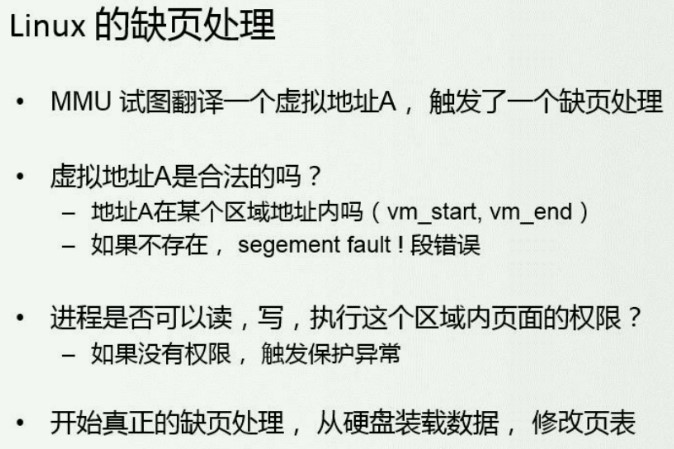 Linux 的缺页处理
• MMU 试图翻译一个虚拟地址A， 触发了一个缺页处理
• 虚拟地址A是合法的吗？
– 地址A在某个区域地址内吗（vm_start, vm_end）
– 如果不存在， segement fault ! 段错误
• 进程是否可以读，写，执行这个区域内页面的权限？
– 如果没有权限， 触发保护异常
• 开始真正的缺页处理， 从硬盘装载数据， 修改页表